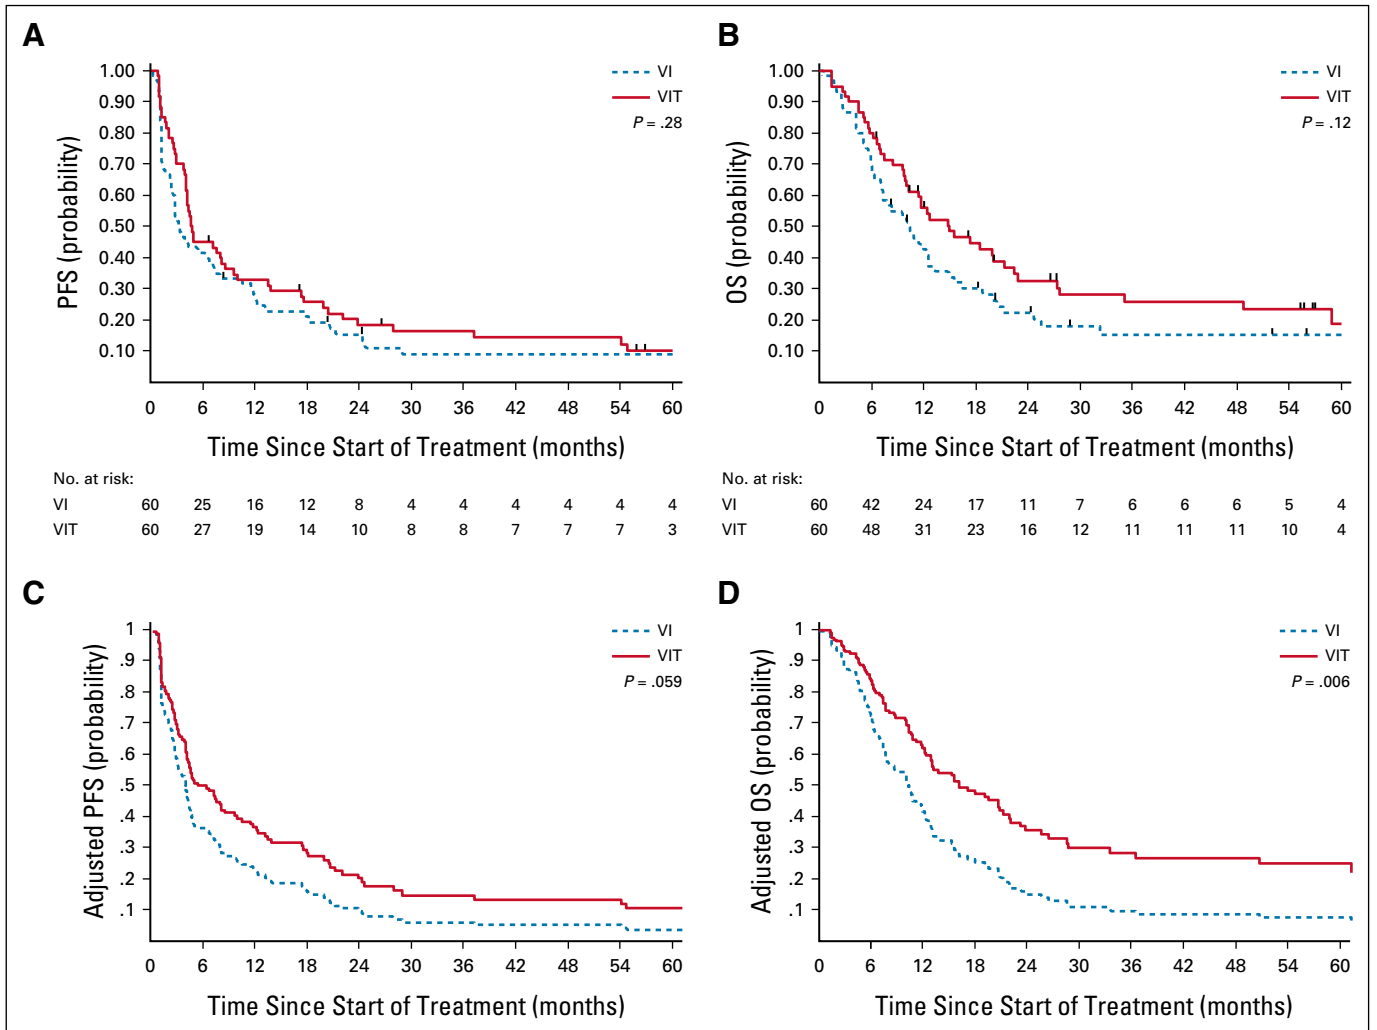 A
1.00
0.90
0.80
0.70
0.60
0.50
0.40
0.30
0.20
0.10
PFS (probability)
VI
VIT
P = .28
0 6 12 18 24 30 36 42 48 54 60
Time Since Start of Treatment (months)
No. at risk:
VI 60 25 16 12 8 4 4 4 4 4 4
VIT 60 27 19 14 10 8 8 7 7 7 3
B
1.00
0.90
0.80
0.70
0.60
0.50
0.40
0.30
0.20
0.10
OS (probability)
VI
VIT
P = .12
0 6 12 18 24 30 36 42 48 54 60
Time Since Start of Treatment (months)
No. at risk:
VI 60 42 24 17 11 7 6 6 6 5 4
VIT 60 48 31 23 16 12 11 11 11 10 4
C
1
.9
.8
.7
.6
.5
.4
.3
.2
.1
Adjusted PFS (probability)
VI
VIT
P = .059
0 6 12 18 24 30 36 42 48 54 60
Time Since Start of Treatment (months)
D
1
.9
.8
.7
.6
.5
.4
.3
.2
.1
Adjusted OS (probability)
VI
VIT
P = .006
0 6 12 18 24 30 36 42 48 54 60
Time Since Start of Treatment (months)